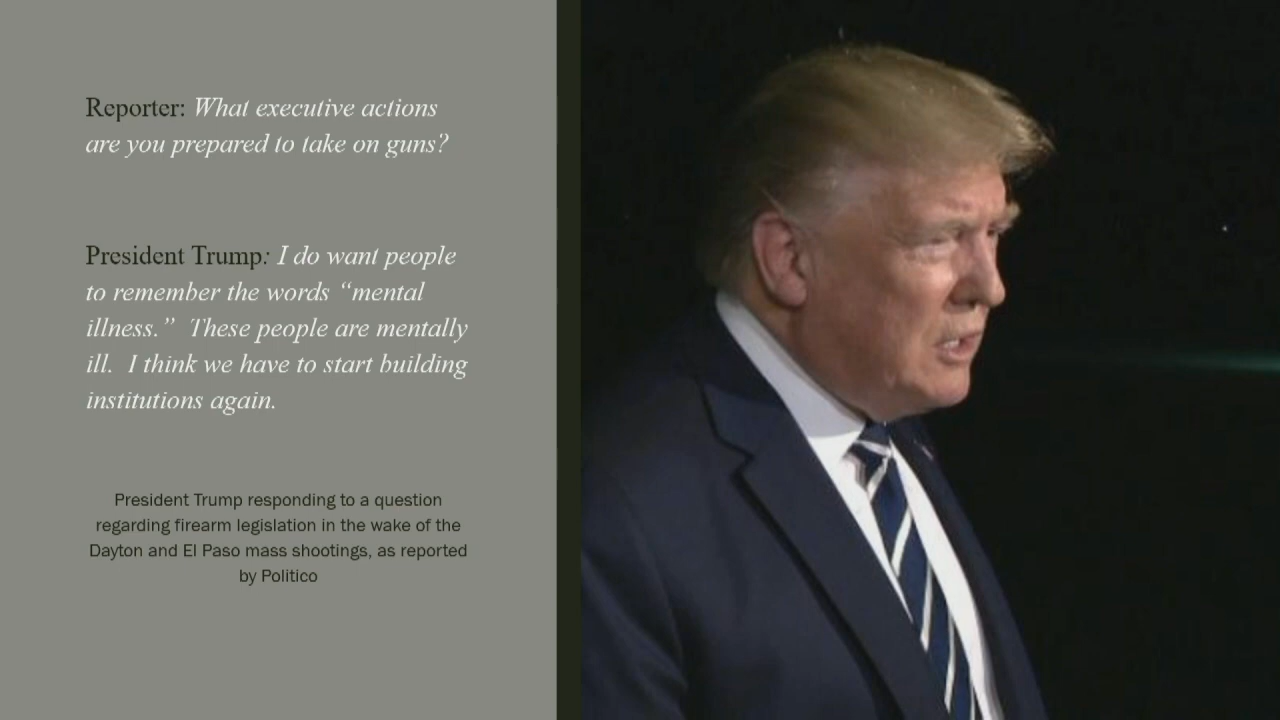 Reporter: What executive actions
are you prepared to take on guns?
President Trump: I do want people
to remember the words “mental
illness.”  These people are mentally
ill.  I think we have to start building
institutions again.
President Trump responding to a question
regarding firearm legislation in the wake of the
Dayton and El Paso mass shootings, as reported
by Politico